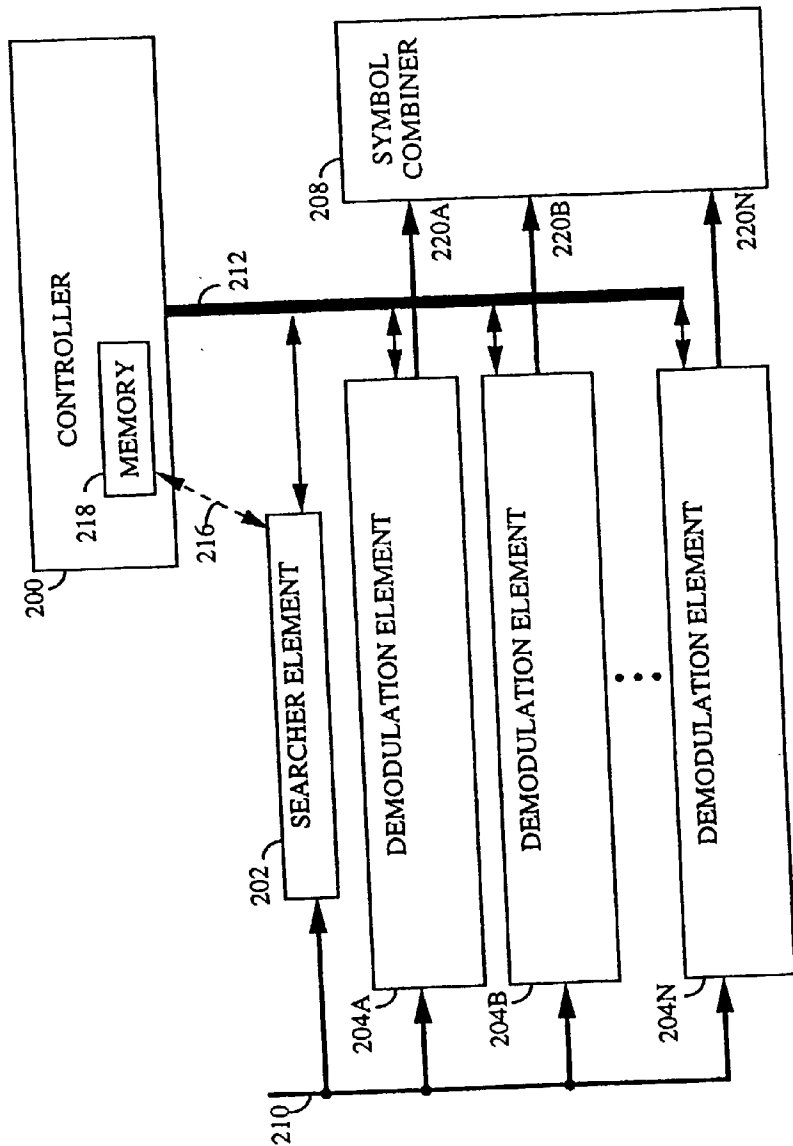 200
CONTROLLER
218
MEMORY
216
212
202
SEARCHER ELEMENT
208
SYMBOL
COMBINER
204A
DEMODULATION ELEMENT
220A
204B
DEMODULATION ELEMENT
220B
204N
DEMODULATION ELEMENT
220N
210